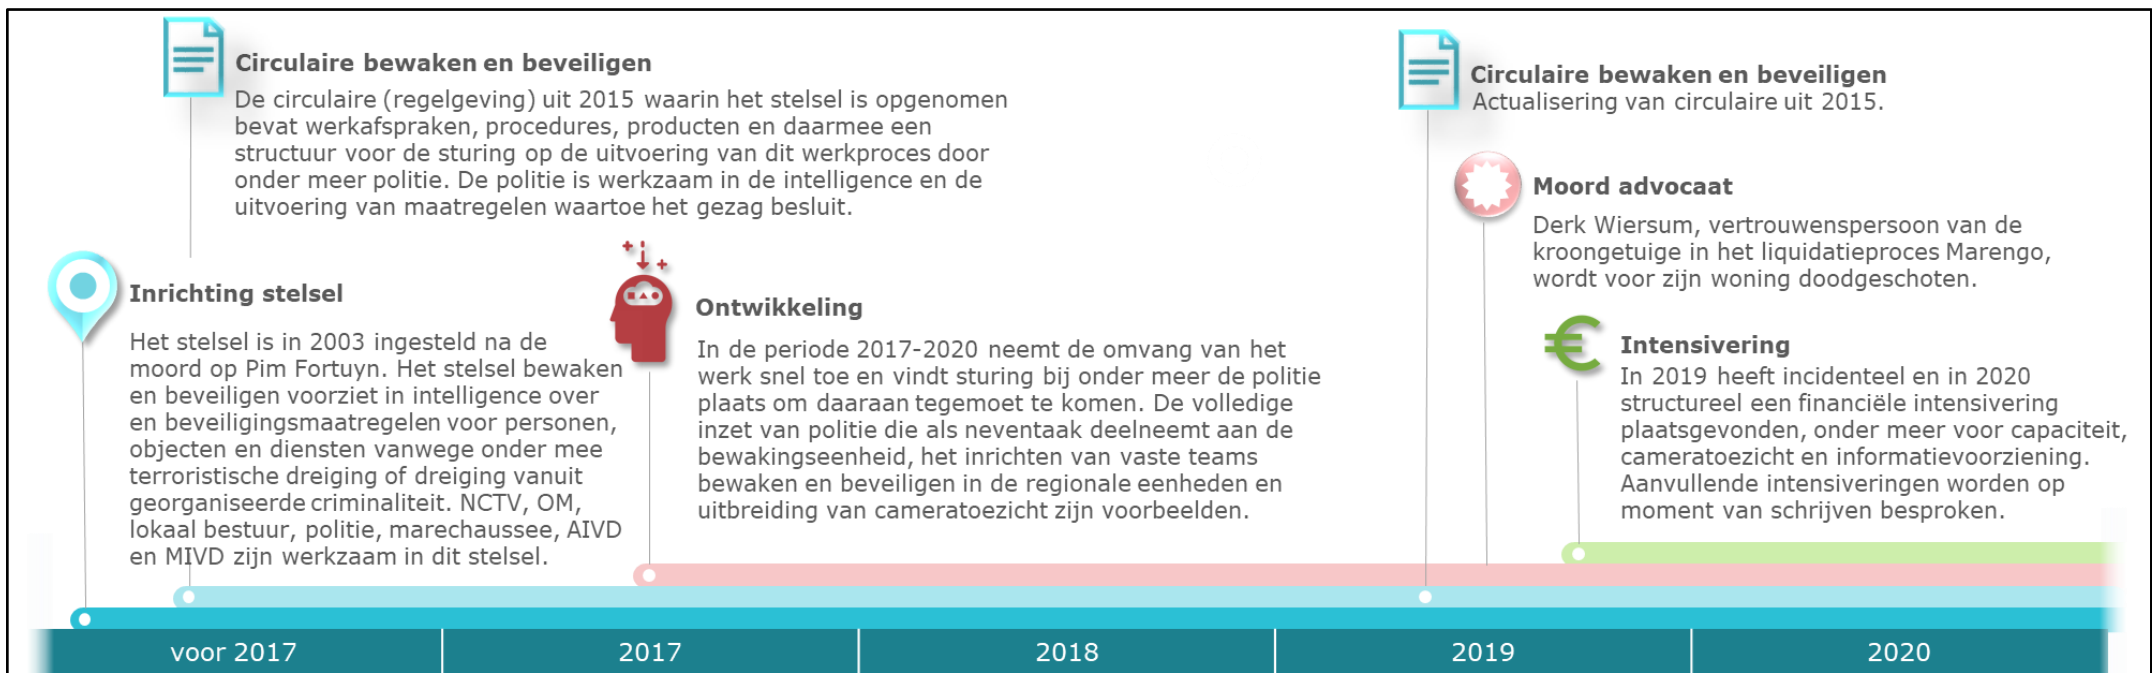 Circulaire bewaken en beveiligen
De circulaire (regelgeving) uit 2015 waarin het stelsel is opgenomen
bevat werkafspraken, procedures, producten en daarmee een
structuur voor de sturing op de uitvoering van dit werkproces door
onder meer politie. De politie is werkzaam in de intelligence en de
uitvoering van maatregelen waartoe het gezag besluit.
Inrichting stelsel
Het stelsel is in 2003 ingesteld na de
moord op Pim Fortuyn. Het stelsel bewaken
en beveiligen voorziet in intelligence over
en beveiligingsmaatregelen voor personen,
objecten en diensten vanwege onder mee
terroristische dreiging of dreiging vanuit
georganiseerde criminaliteit. NCTV, OM,
lokaal bestuur, politie, marechaussee, AIVD
en MIVD zijn werkzaam in dit stelsel.
Ontwikkeling
In de periode 2017-2020 neemt de omvang van het
werk snel toe en vindt sturing bij onder meer de politie
plaats om daaraan tegemoet te komen. De volledige
inzet van politie die als neventaak deelneemt aan de
bewakingseenheid, het inrichten van vaste teams
bewaken en beveiligen in de regionale eenheden en
uitbreiding van cameratoezicht zijn voorbeelden.
Circulaire bewaken en beveiligen
Actualisering van circulaire uit 2015.
Moord advocaat
Derk Wiersum, vertrouwenspersoon van de
kroongetuige in het liquidatieproces Marengo,
wordt voor zijn woning doodgeschoten.
Intensivering
In 2019 heeft incidenteel en in 2020
structureel een financiële intensivering
plaatsgevonden, onder meer voor capaciteit,
cameratoezicht en informatievoorziening.
Aanvullende intensiveringen worden op
moment van schrijven besproken.
voor 2017
2017
2018
2019
2020